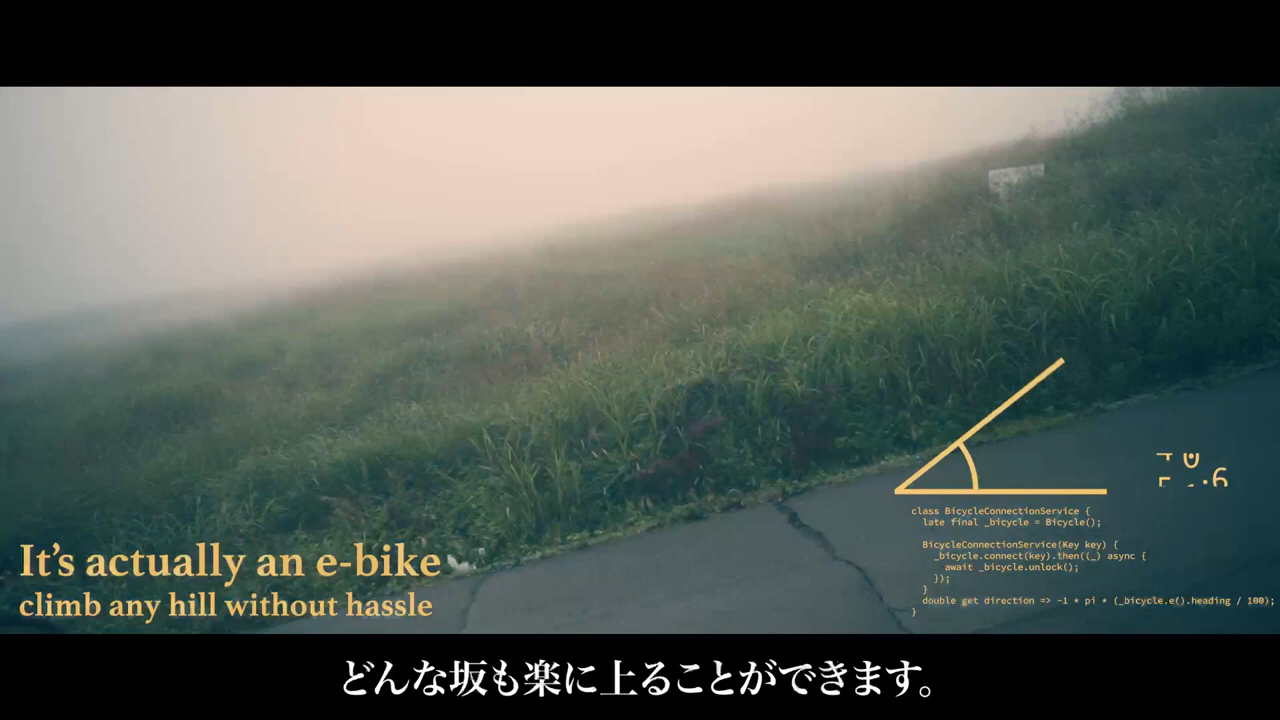 It's actually an e-bike
climb any hill without hassle
class BicycleConnectionService {
late final _bicycle = Bicycle();
BicycleConnectionService(Key key) {
_bicycle.connect(key).then((_) async {
await _bicycle.unlock();
});
}
double get direction => -1 * pi * (_bicycle.e().heading / 100);
}
どんな坂も楽に上ることができます。